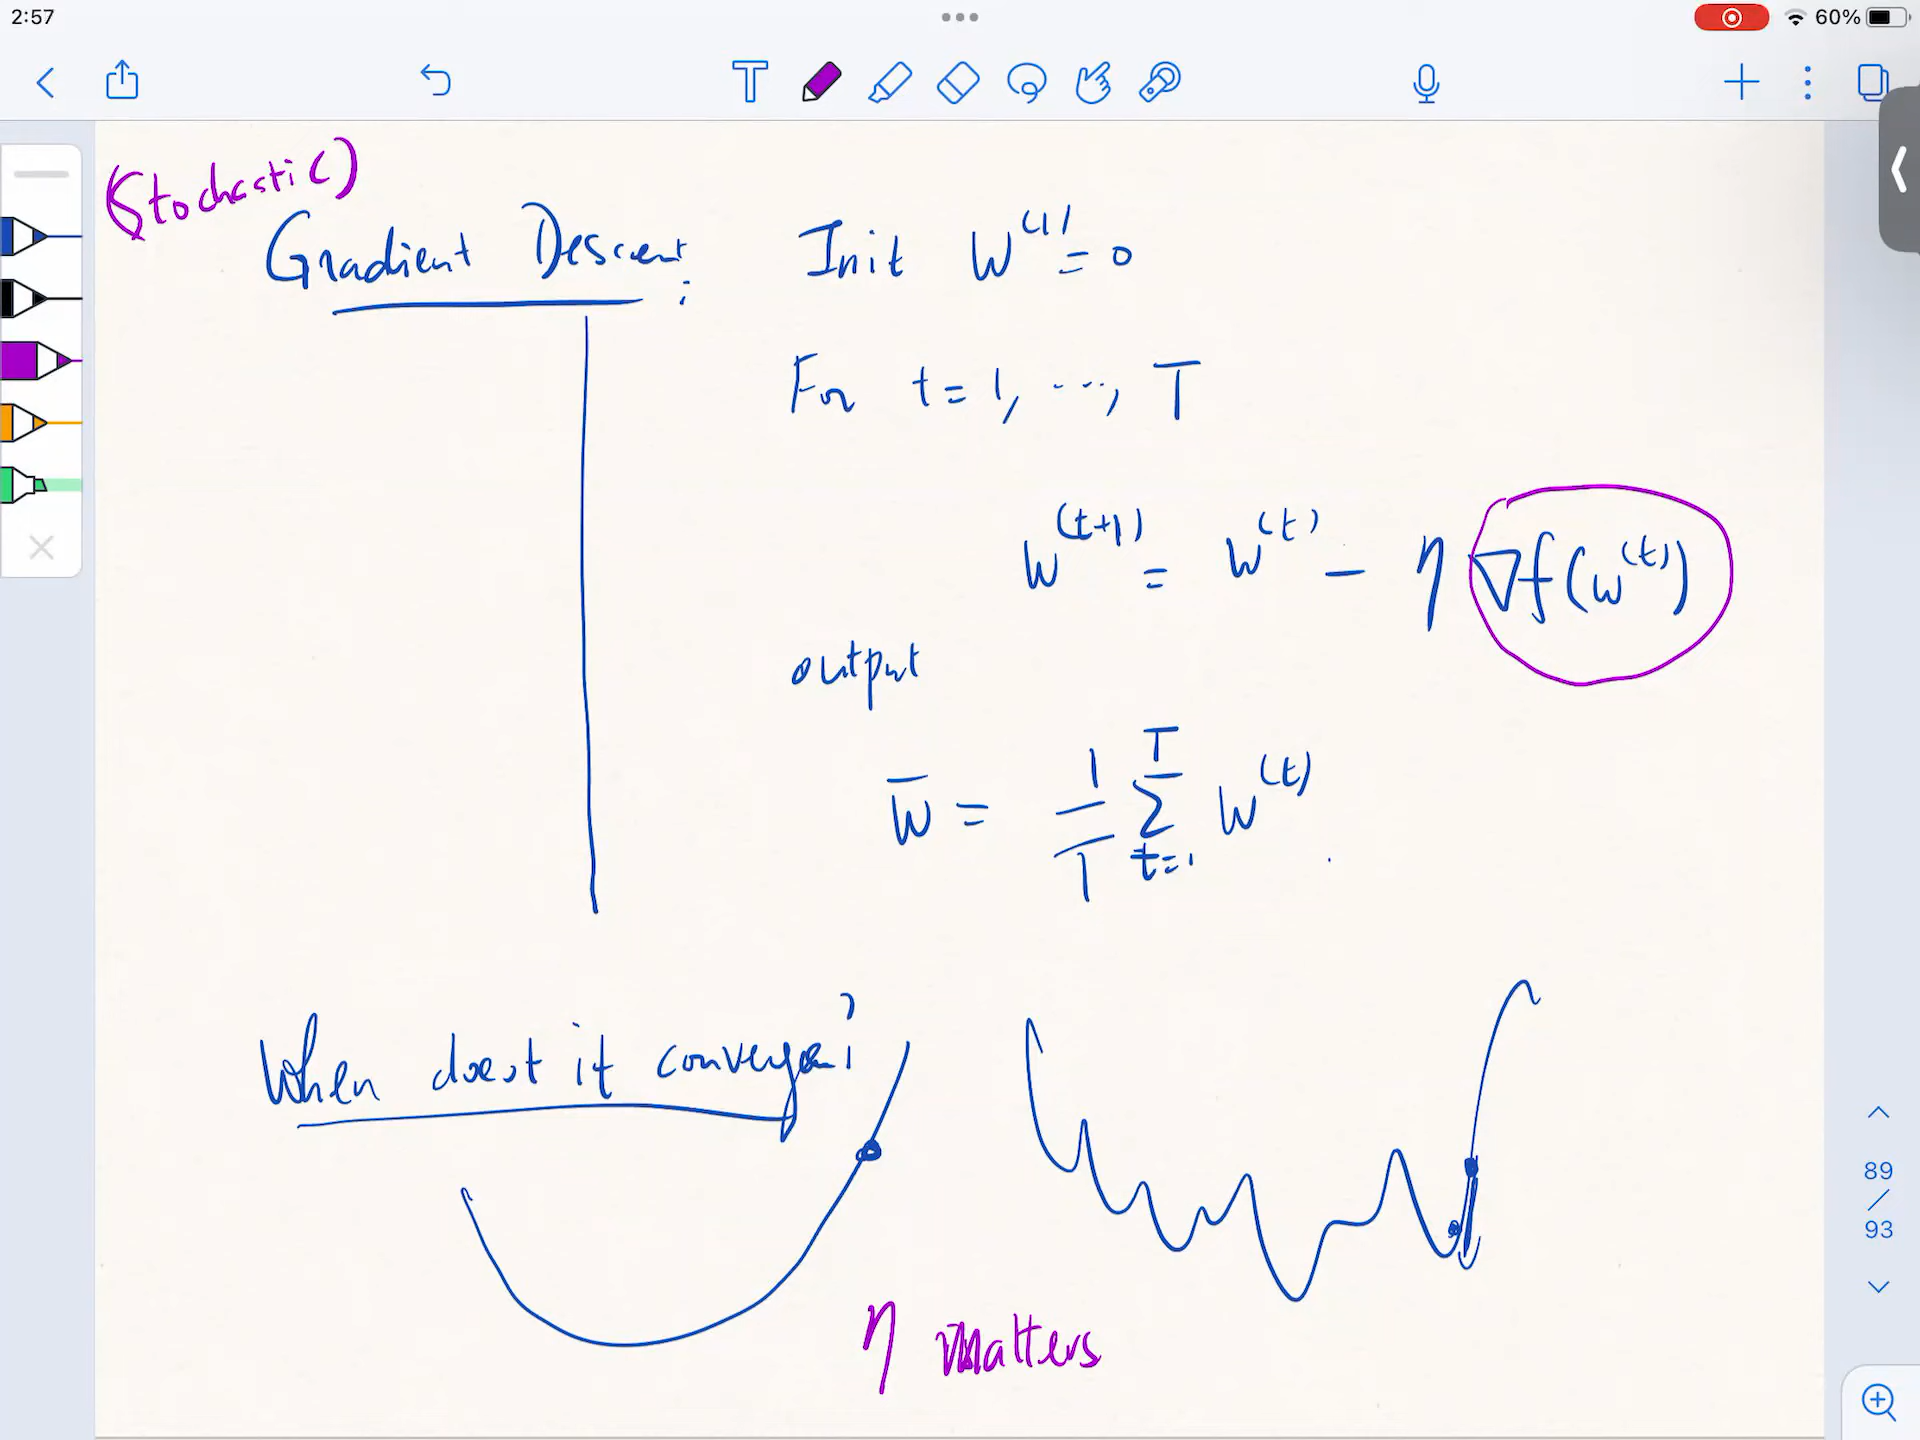 2:57
60%
T
(Stochastic)
Gradient Descent:
Init W^(1) = 0
For t = 1, ..., T
W^(t+1) = W^(t) − η ∇f(w^(t))
output
W̄ = 1/T ∑_{t=1}^{T} W^(t)
When does it converge?
η matters
89
/
93